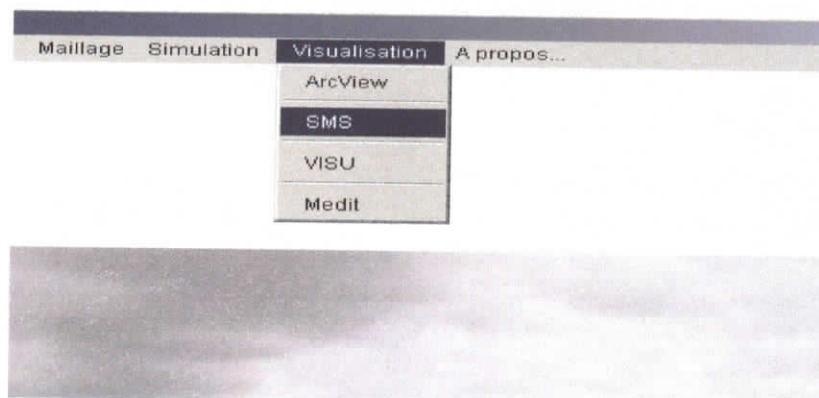 Maillage Simulation Visualisation A propos...
ArcView
SMS
VISU
Medit